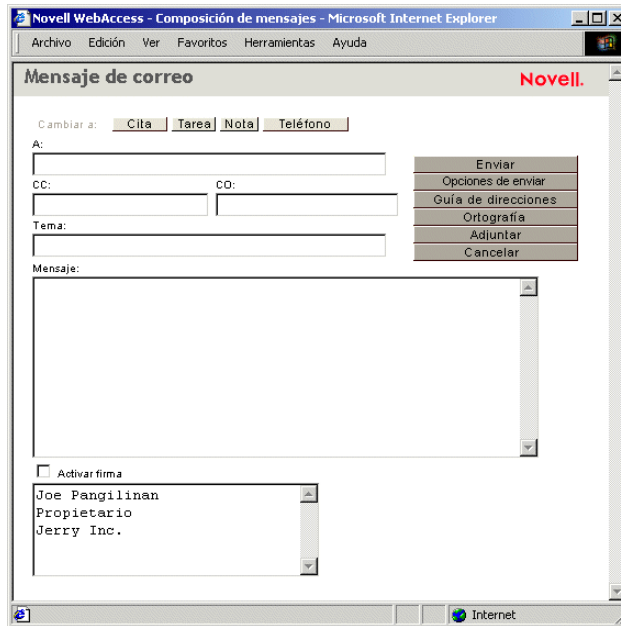 Novell WebAccess - Composición de mensajes - Microsoft Internet Explorer
Archivo Edición Ver Favoritos Herramientas Ayuda
Mensaje de correo
Novell.
Cambiar a: Cita Tarea Nota Teléfono
A:
Enviar
CC: CO:
Opciones de enviar
Guía de direcciones
Ortografía
Tema:
Adjuntar
Cancelar
Mensaje:
Activar firma
Joe Pangilinan
Propietario
Jerry Inc.
Internet